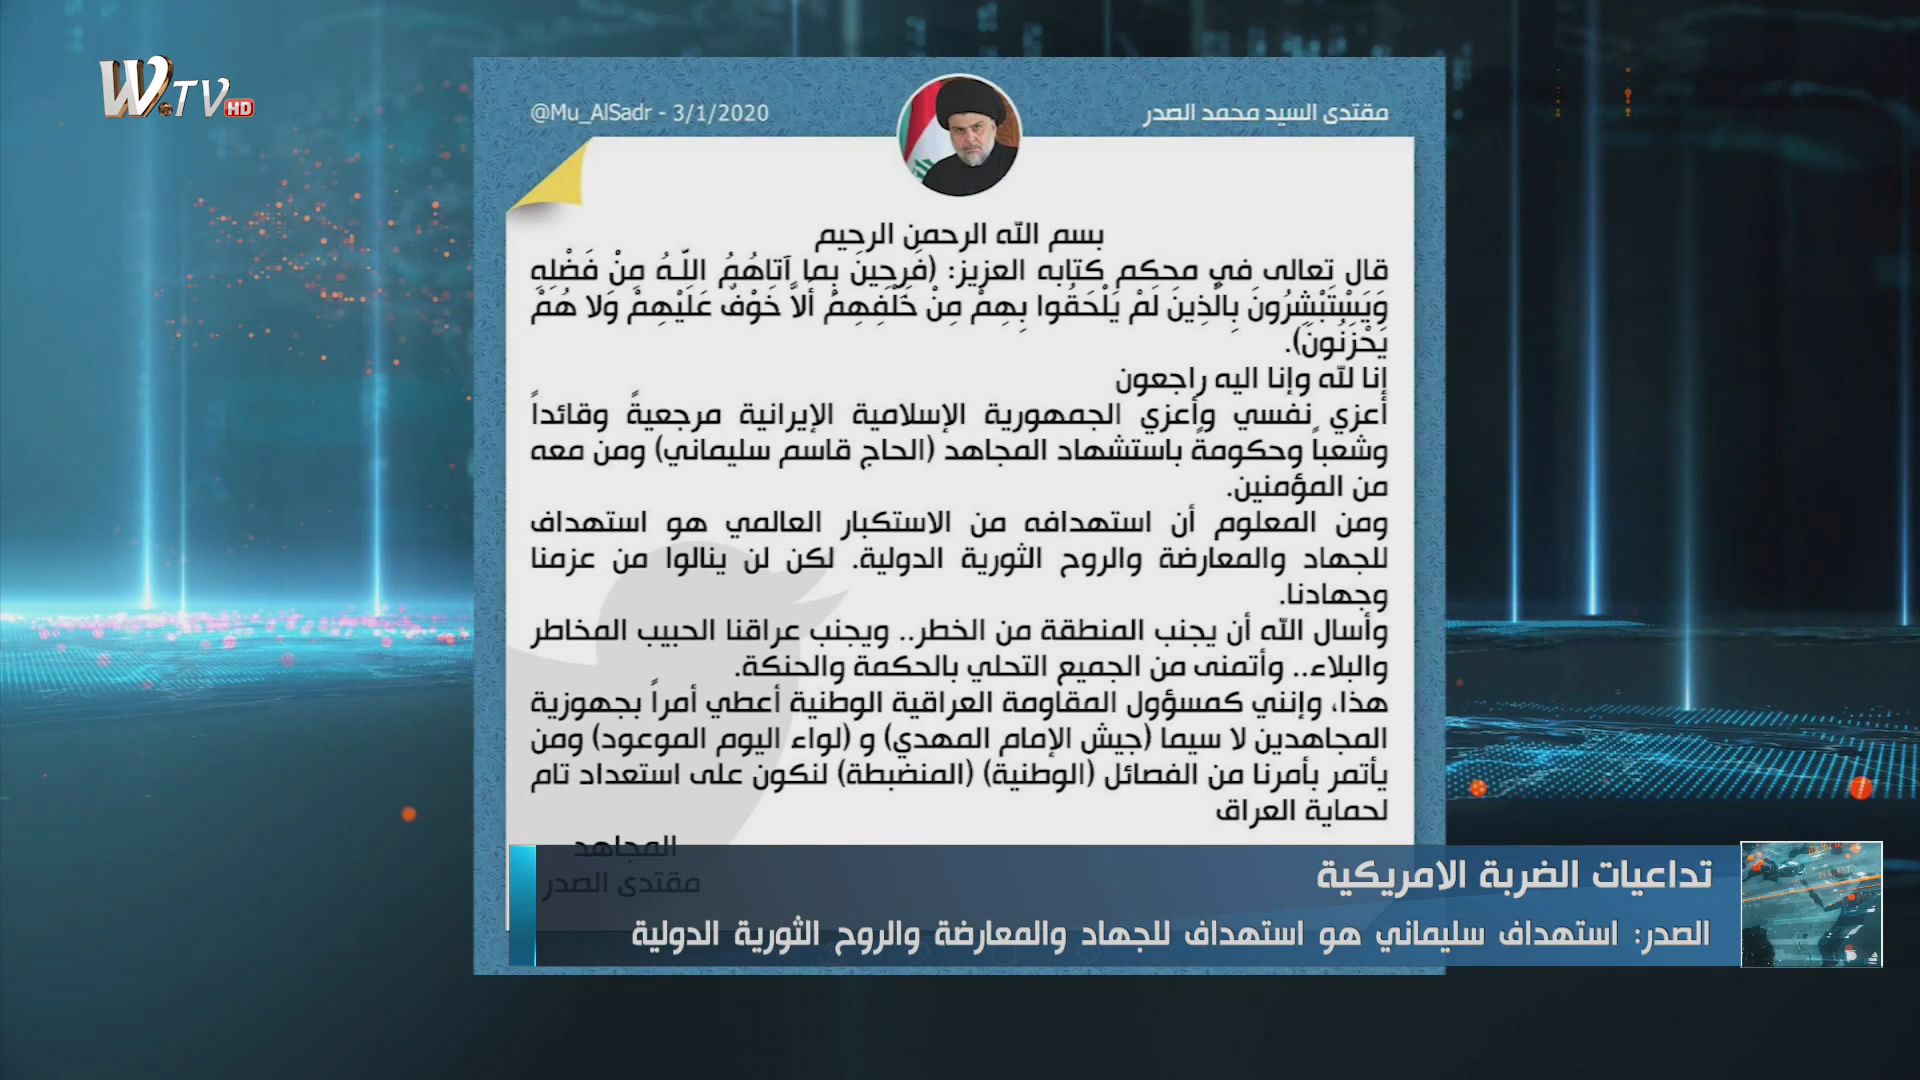 W.TV HD
@Mu_AlSadr - 3/1/2020
مقتدى السيد محمد الصدر
بسم الله الرحمن الرحيم
قال تعالى في محكم كتابه العزيز: (فَرِحِينَ بِما آتَاهُمُ اللّـهُ مِنْ فَضْلِهِ
وَيَسْتَبْشِرُونَ بِالَّذِينَ لَمْ يَلْحَقُوا بِهِمْ مِنْ خَلْفِهِمْ أَلاَّ خَوْفٌ عَلَيْهِمْ وَلا هُمْ
يَحْزَنُونَ).
إنا لله وإنا اليه راجعون
أعزي نفسي وأعزي الجمهورية الإسلامية الإيرانية مرجعيةً وقائداً
وشعباً وحكومةً باستشهاد المجاهد (الحاج قاسم سليماني) ومن معه
من المؤمنين.
ومن المعلوم أن استهدافه من الاستكبار العالمي هو استهداف
للجهاد والمعارضة والروح الثورية الدولية. لكن لن ينالوا من عزمنا
وجهادنا.
وأسال الله أن يجنب المنطقة من الخطر.. ويجنب عراقنا الحبيب المخاطر
والبلاء.. وأتمنى من الجميع التحلي بالحكمة والحنكة.
هذا، وإنني كمسؤول المقاومة العراقية الوطنية أعطي أمراً بجهوزية
المجاهدين لا سيما (جيش الإمام المهدي) و (لواء اليوم الموعود) ومن
يأتمر بأمرنا من الفصائل (الوطنية) (المنضبطة) لنكون على استعداد تام
لحماية العراق
المجاهد
مقتدى الصدر
تداعيات الضربة الامريكية
الصدر: استهداف سليماني هو استهداف للجهاد والمعارضة والروح الثورية الدولية